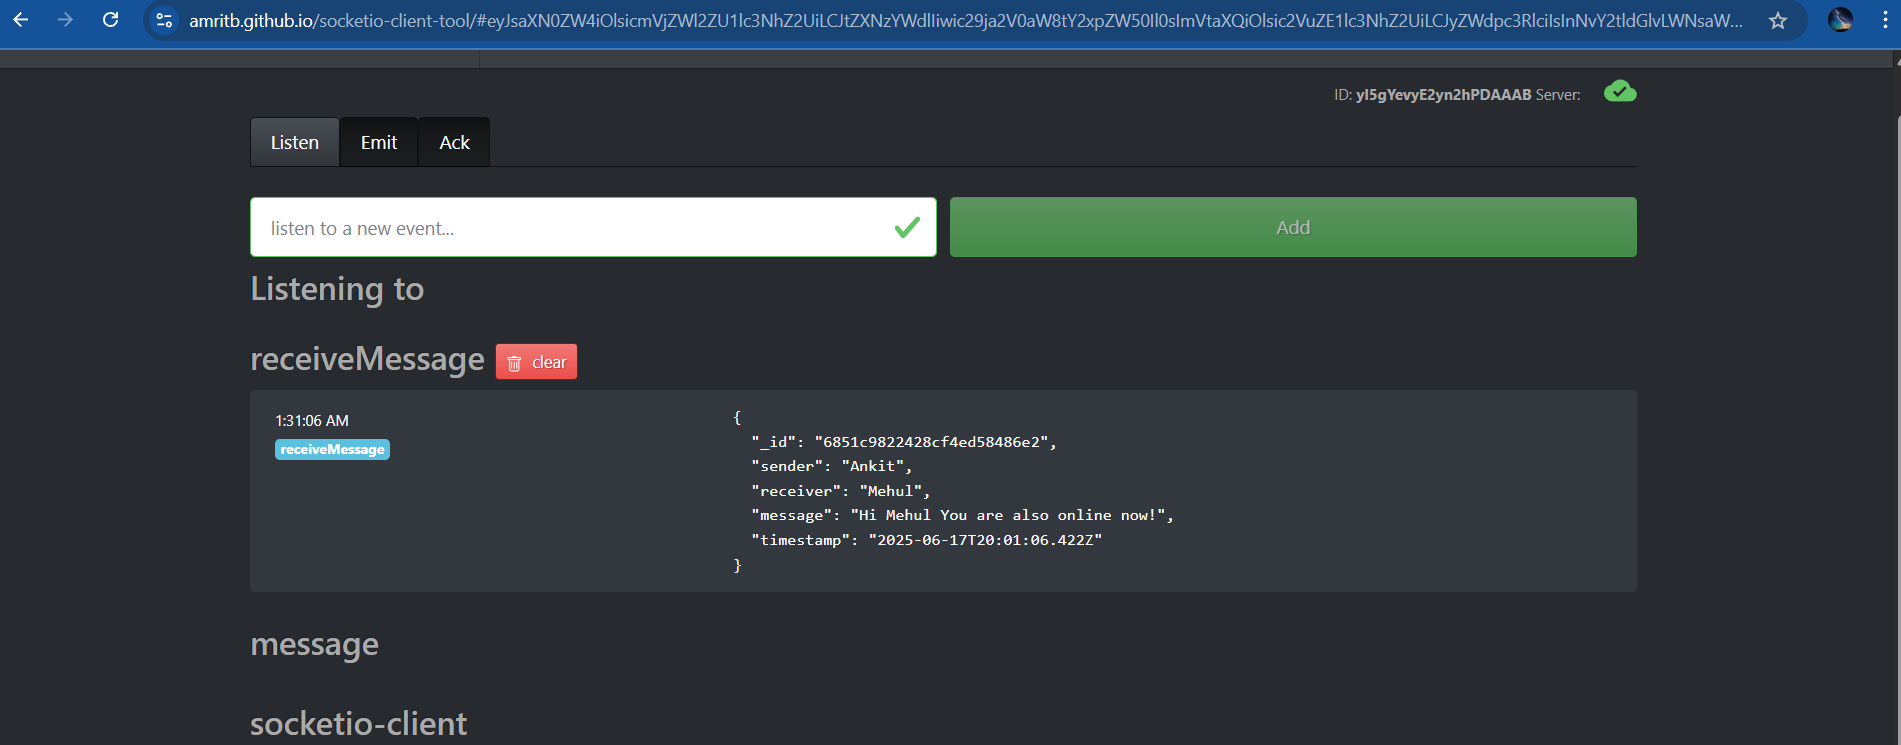 amritb.github.io/socketio-client-tool/#eyJsaXN0ZW4iOlsicmVjZWl2ZU1lc3NhZ2UiLCJtZXNzYWdlIiwic29ja2V0aW8tY2xpZW50Il0sImVtaXQiOlsic2VuZE1lc3NhZ2UiLCJyZWdpc3RlciIsInNvY2tldGlvLWNsaW...
ID: yI5gYevyE2yn2hPDAAAB Server:
Listen Emit Ack
listen to a new event... Add
Listening to
receiveMessage clear
1:31:06 AM
receiveMessage
{
"_id": "6851c9822428cf4ed58486e2",
"sender": "Ankit",
"receiver": "Mehul",
"message": "Hi Mehul You are also online now!",
"timestamp": "2025-06-17T20:01:06.422Z"
}
message
socketio-client